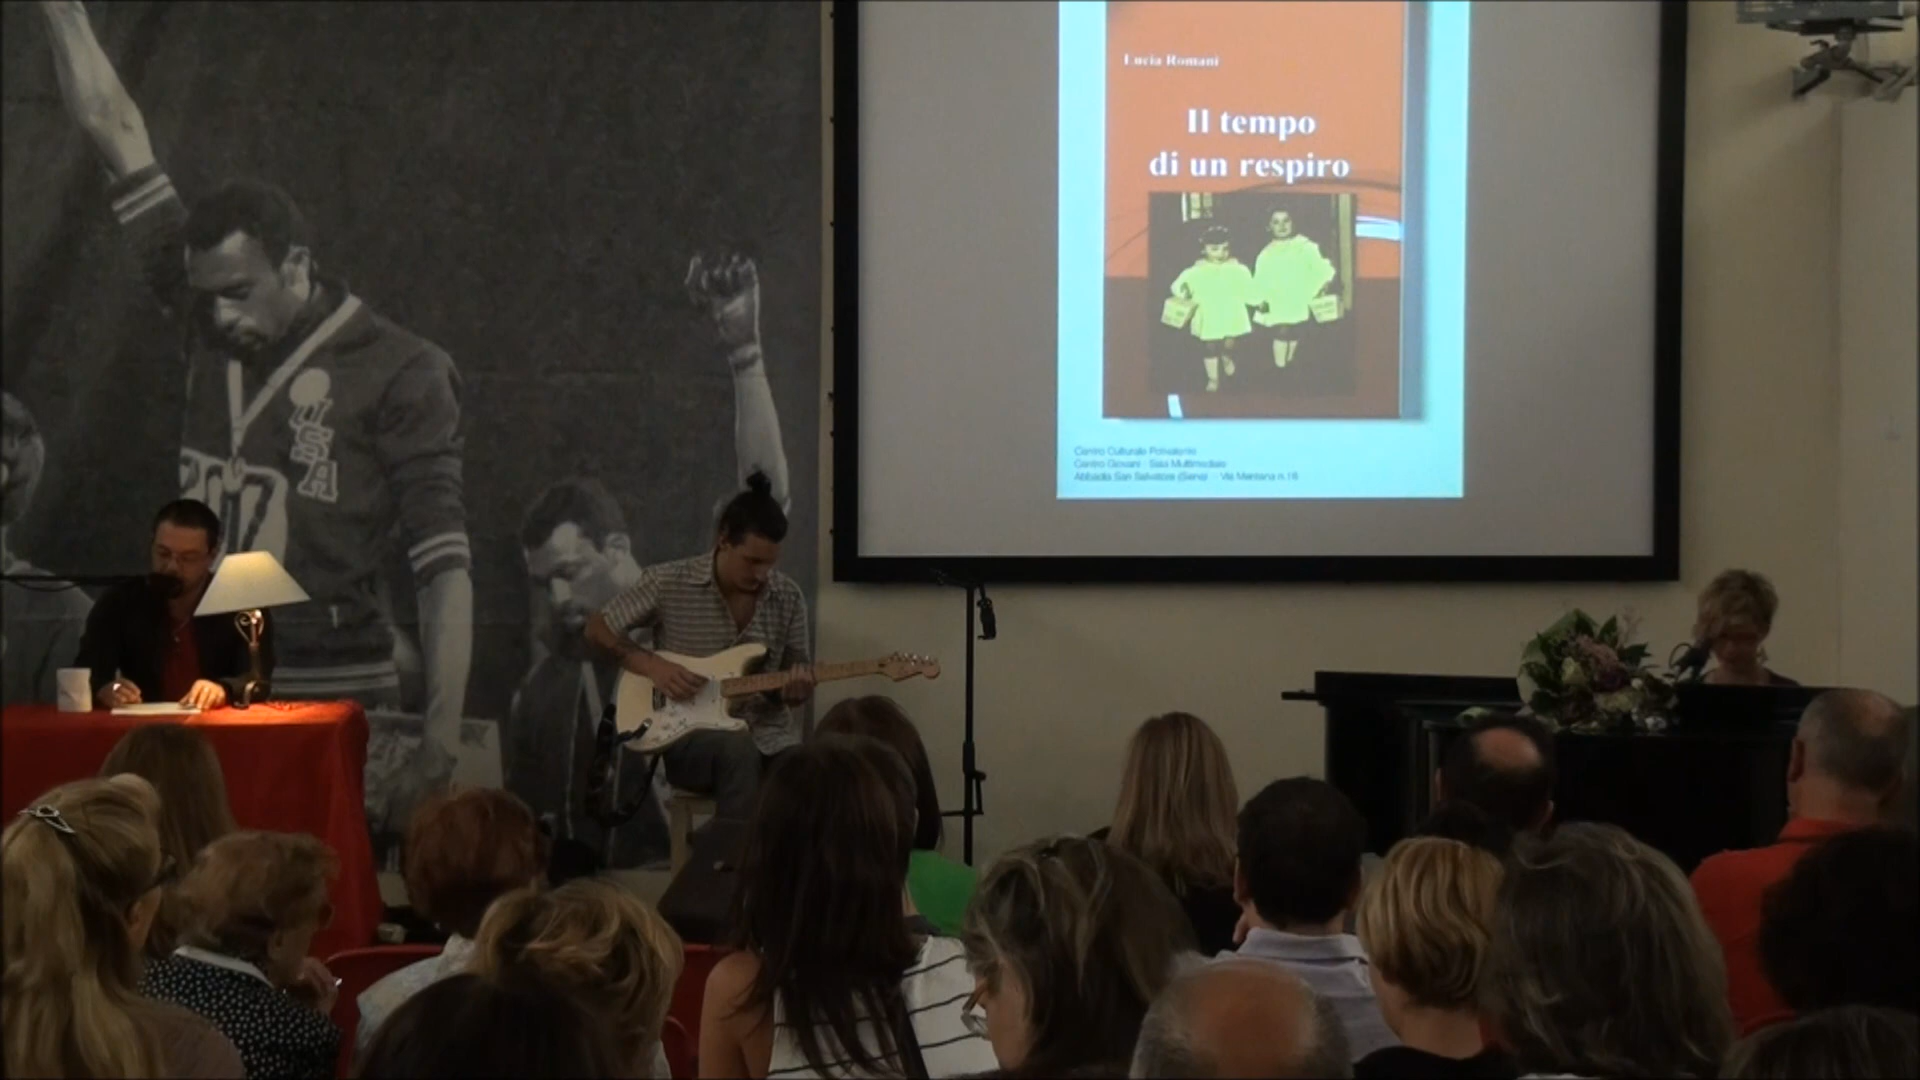 Lucia Romani
Il tempo
di un respiro
Centro Culturale Polivalente
Centro Giovani - Sala Multimediale
Abbadia San Salvatore (Siena) - Via Mentana n.16
USA